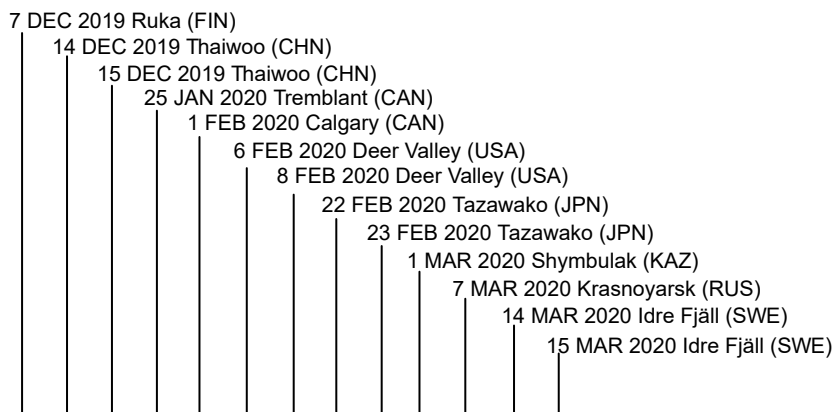 7 DEC 2019 Ruka (FIN)
14 DEC 2019 Thaiwoo (CHN)
15 DEC 2019 Thaiwoo (CHN)
25 JAN 2020 Tremblant (CAN)
1 FEB 2020 Calgary (CAN)
6 FEB 2020 Deer Valley (USA)
8 FEB 2020 Deer Valley (USA)
22 FEB 2020 Tazawako (JPN)
23 FEB 2020 Tazawako (JPN)
1 MAR 2020 Shymbulak (KAZ)
7 MAR 2020 Krasnoyarsk (RUS)
14 MAR 2020 Idre Fjäll (SWE)
15 MAR 2020 Idre Fjäll (SWE)